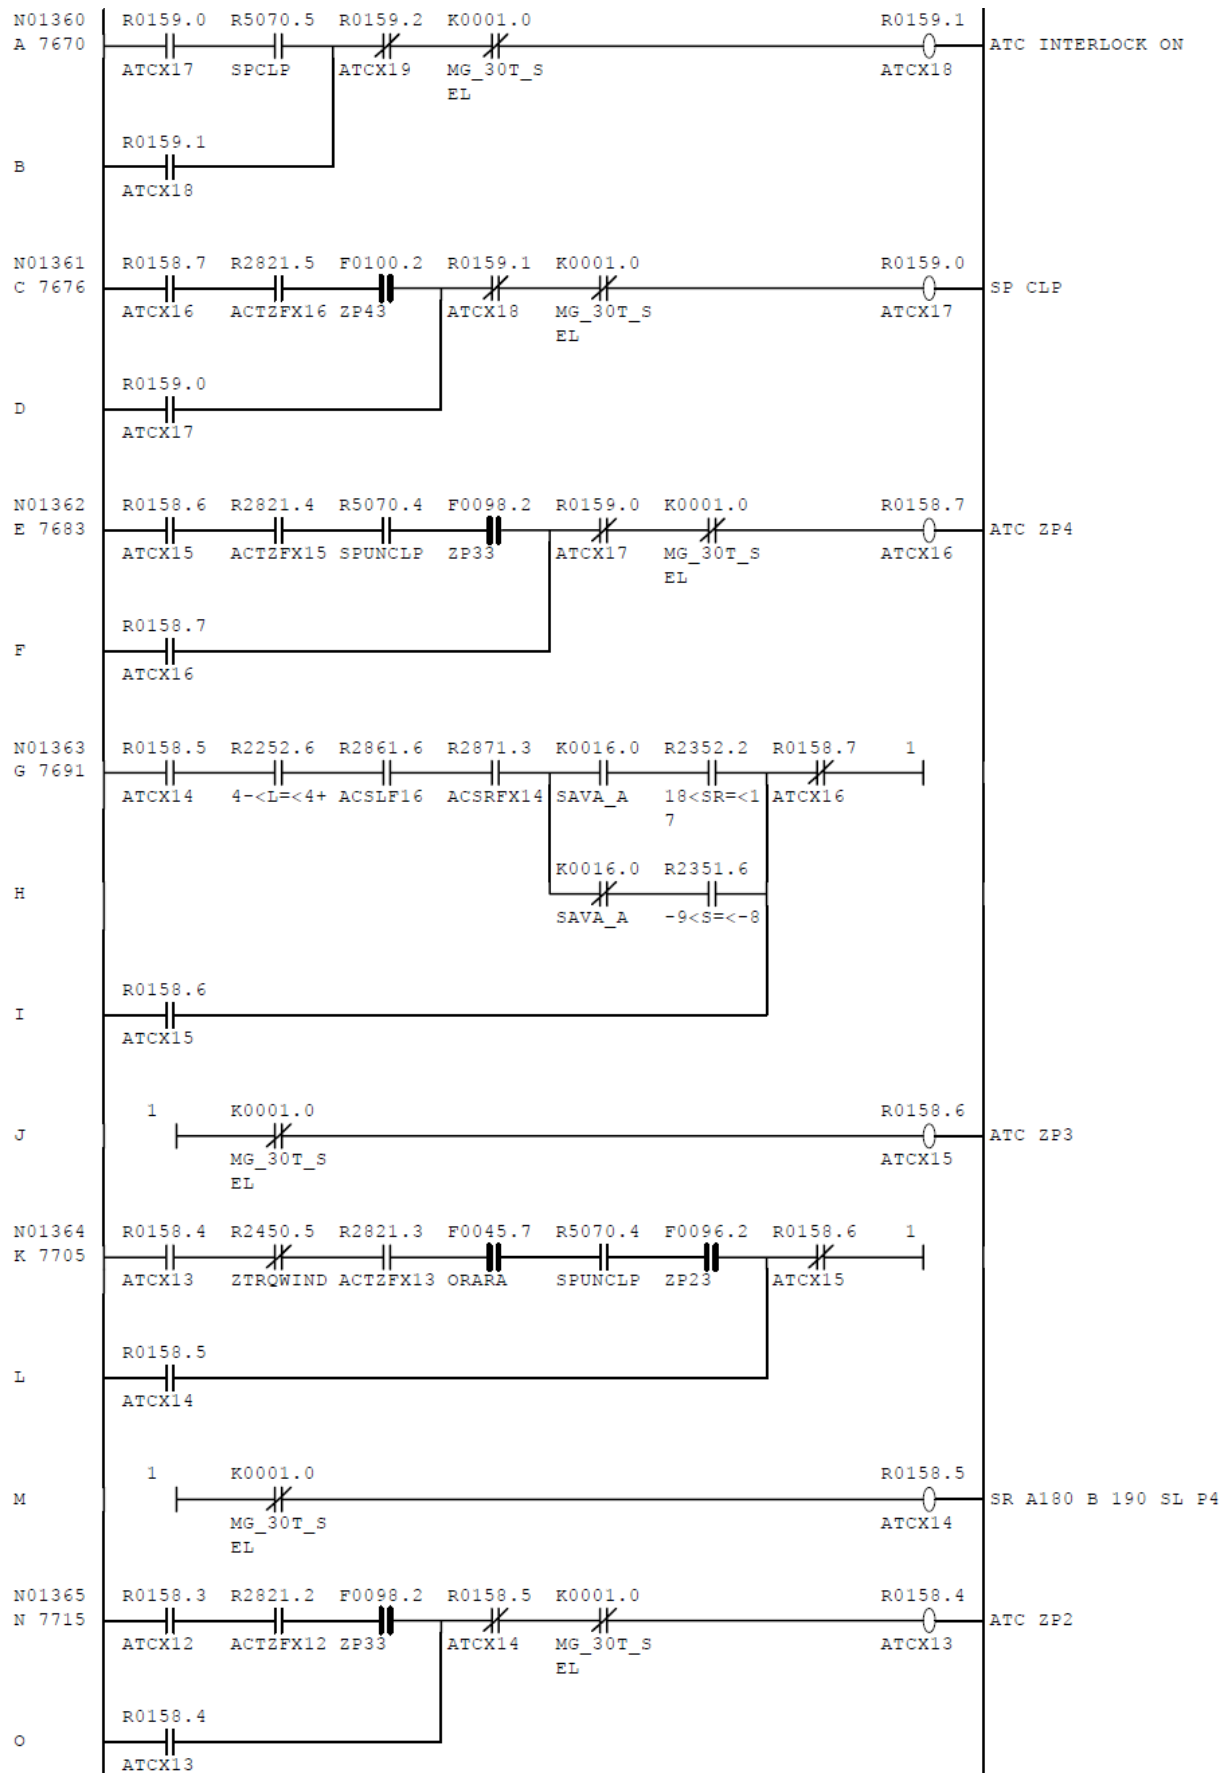 N01360 R0159.0 R5070.5 R0159.2 K0001.0 R0159.1
A 7670 ATC INTERLOCK ON
ATCX17 SPCLP ATCX19 MG_30T_S ATCX18
EL
R0159.1
B
ATCX18
N01361 R0158.7 R2821.5 F0100.2 R0159.1 K0001.0 R0159.0
C 7676 SP CLP
ATCX16 ACTZFX16 ZP43 ATCX18 MG_30T_S ATCX17
EL
R0159.0
D
ATCX17
N01362 R0158.6 R2821.4 R5070.4 F0098.2 R0159.0 K0001.0 R0158.7
E 7683 ATC ZP4
ATCX15 ACTZFX15 SPUNCLP ZP33 ATCX17 MG_30T_S ATCX16
EL
R0158.7
F
ATCX16
N01363 R0158.5 R2252.6 R2861.6 R2871.3 K0016.0 R2352.2 R0158.7 1
G 7691
ATCX14 4-<L=<4+ ACSLF16 ACSRFX14 SAVA_A 18<SR=<1 ATCX16
7
K0016.0 R2351.6
H
SAVA_A -9<S=<-8
R0158.6
I
ATCX15
1 K0001.0 R0158.6
J ATC ZP3
MG_30T_S ATCX15
EL
N01364 R0158.4 R2450.5 R2821.3 F0045.7 R5070.4 F0096.2 R0158.6 1
K 7705
ATCX13 ZTRQWIND ACTZFX13 ORARA SPUNCLP ZP23 ATCX15
R0158.5
L
ATCX14
1 K0001.0 R0158.5
M SR A180 B 190 SL P4
MG_30T_S ATCX14
EL
N01365 R0158.3 R2821.2 F0098.2 R0158.5 K0001.0 R0158.4
N 7715 ATC ZP2
ATCX12 ACTZFX12 ZP33 ATCX14 MG_30T_S ATCX13
EL
R0158.4
O
ATCX13